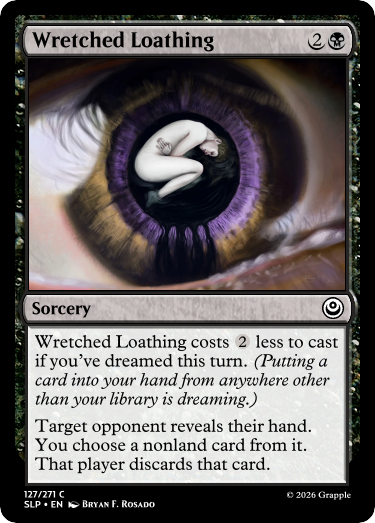 Wretched Loathing 2
Sorcery
Wretched Loathing costs 2 less to cast
if you've dreamed this turn. (Putting a
card into your hand from anywhere other
than your library is dreaming.)
Target opponent reveals their hand.
You choose a nonland card from it.
That player discards that card.
127/271 C
SLP • EN Bryan F. Rosado
© 2026 Grapple